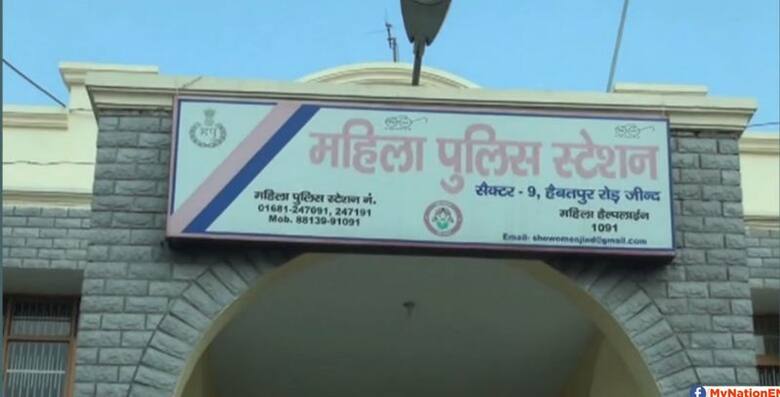 ह.पु.
महिला पुलिस स्टेशन
सैक्टर - 9, हैबतपुर रोड़ जीन्द
महिला पुलिस स्टेशन नं.
01681-247091, 247191
Mob. 88139-91091
महिला हेल्पलाईन
1091
Email- showomenjind@gmail.com
MyNationEN